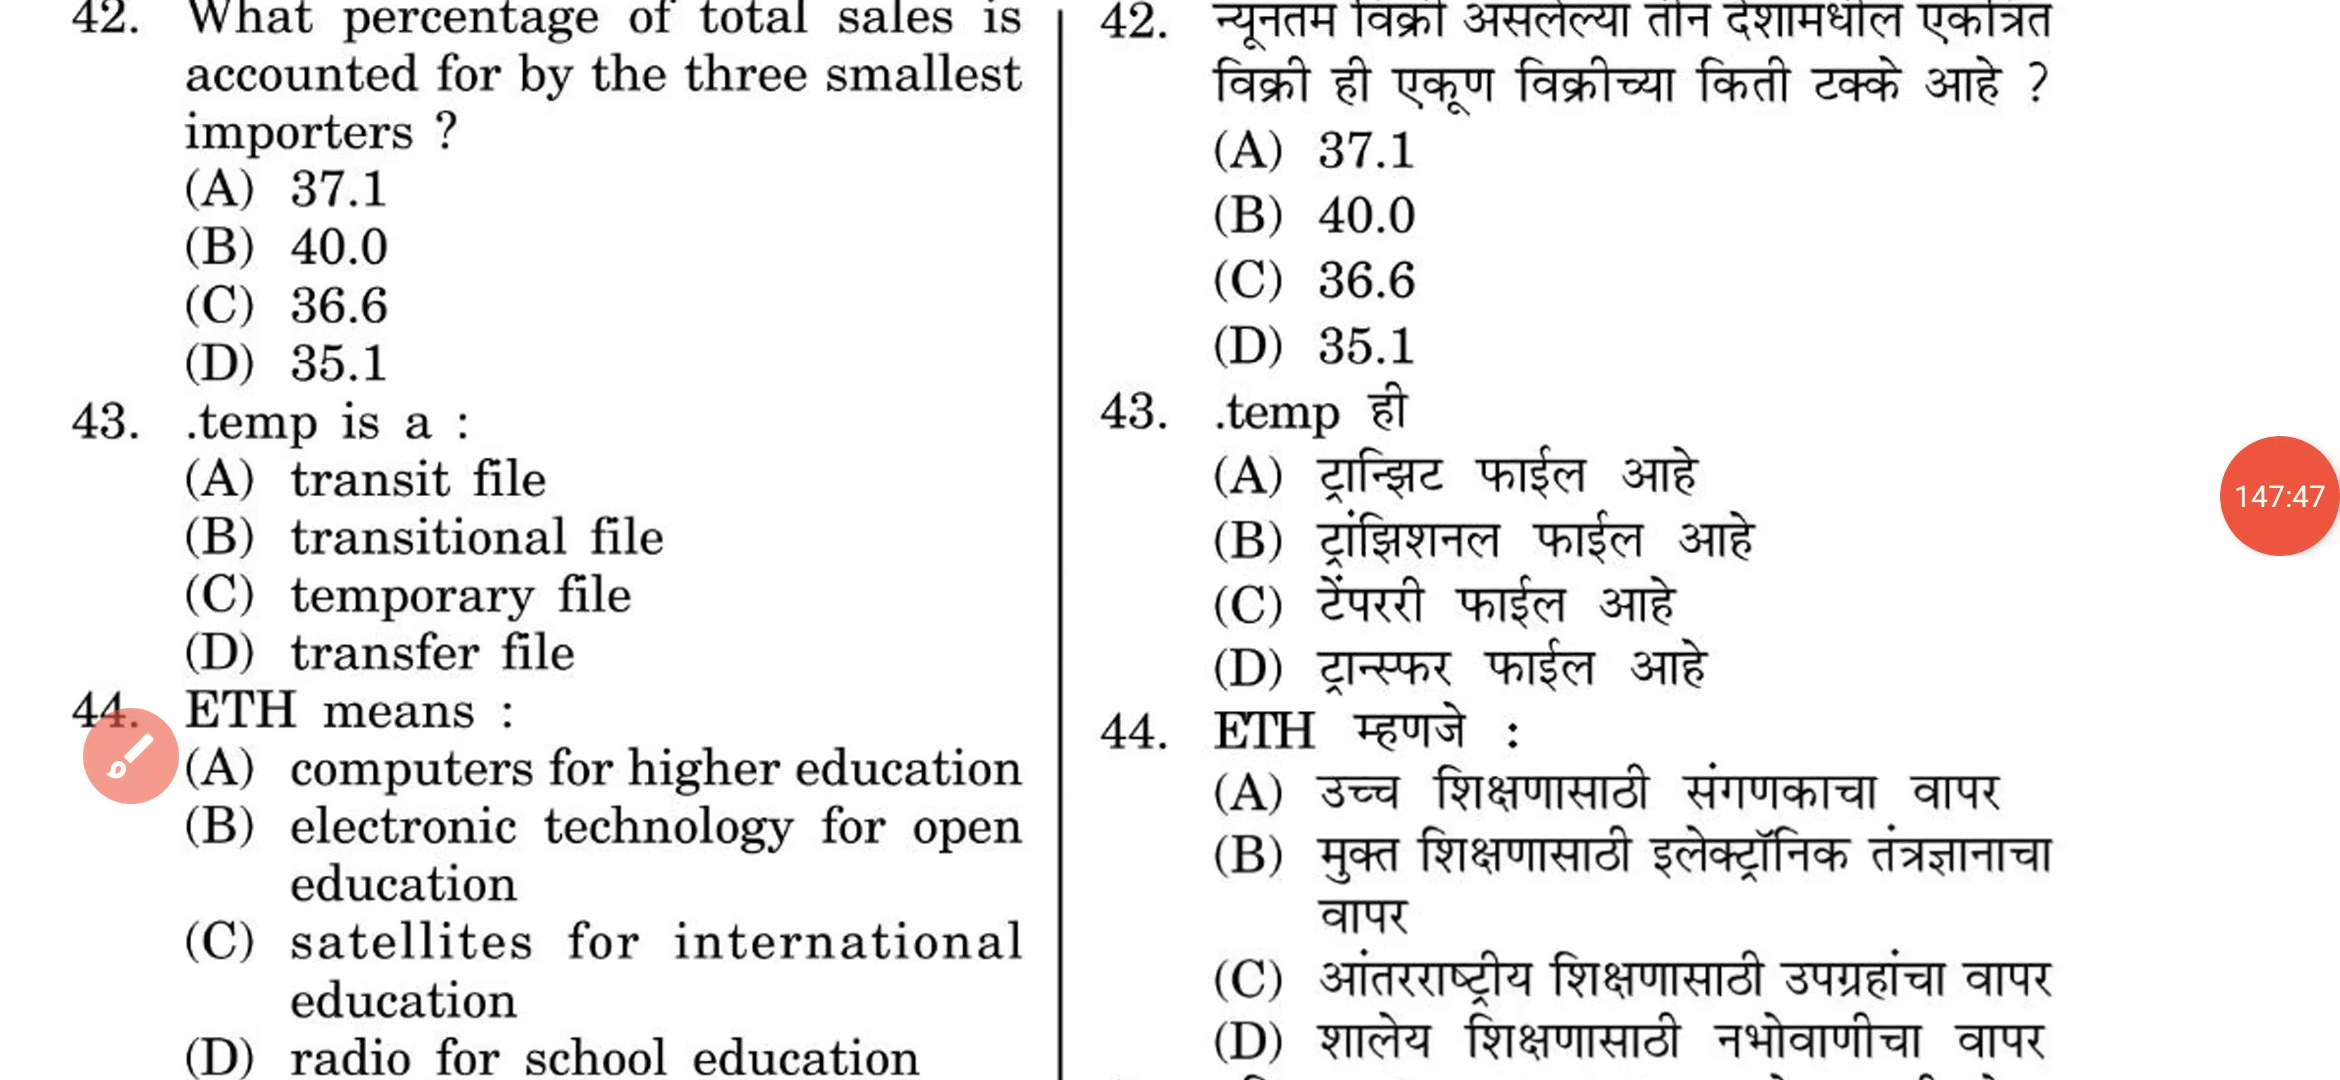 42. What percentage of total sales is
accounted for by the three smallest
importers ?
(A) 37.1
(B) 40.0
(C) 36.6
(D) 35.1
43. .temp is a :
(A) transit file
(B) transitional file
(C) temporary file
(D) transfer file
44. ETH means :
(A) computers for higher education
(B) electronic technology for open
education
(C) satellites for international
education
(D) radio for school education
42. न्यूनतम विक्री असलेल्या तीन देशामधील एकत्रित
विक्री ही एकूण विक्रीच्या किती टक्के आहे ?
(A) 37.1
(B) 40.0
(C) 36.6
(D) 35.1
43. .temp ही
(A) ट्रान्झिट फाईल आहे
(B) ट्रांझिशनल फाईल आहे
(C) टेंपररी फाईल आहे
(D) ट्रान्स्फर फाईल आहे
44. ETH म्हणजे :
(A) उच्च शिक्षणासाठी संगणकाचा वापर
(B) मुक्त शिक्षणासाठी इलेक्ट्रॉनिक तंत्रज्ञानाचा
वापर
(C) आंतरराष्ट्रीय शिक्षणासाठी उपग्रहांचा वापर
(D) शालेय शिक्षणासाठी नभोवाणीचा वापर
147:47